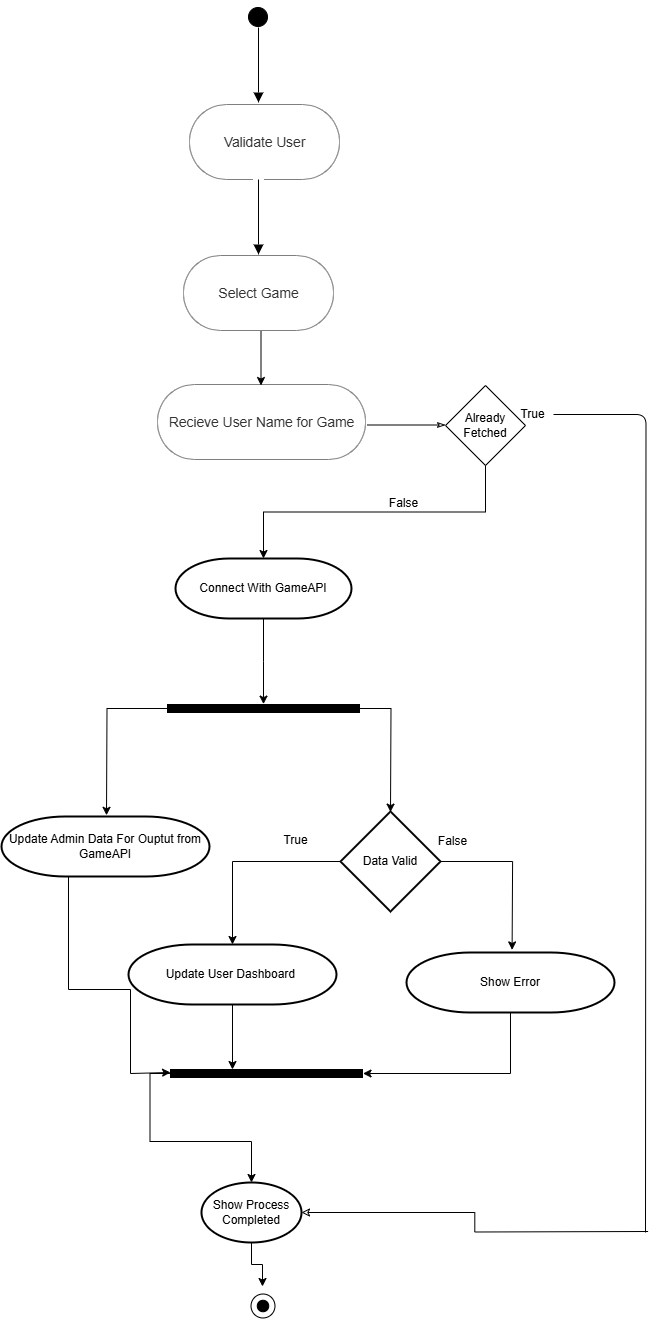 Validate User
Select Game
Recieve User Name for Game
Already
Fetched
True
False
Connect With GameAPI
Update Admin Data For Ouptut from
GameAPI
True
Data Valid
False
Update User Dashboard
Show Error
Show Process
Completed